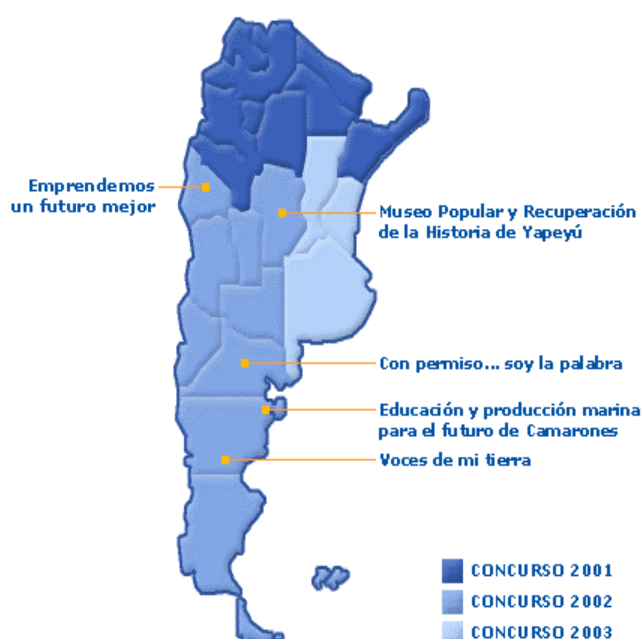 Emprendemos
un futuro mejor
Museo Popular y Recuperación
de la Historia de Yapeyú
Con permiso... soy la palabra
Educación y producción marina
para el futuro de Camarones
Voces de mi tierra
CONCURSO 2001
CONCURSO 2002
CONCURSO 2003